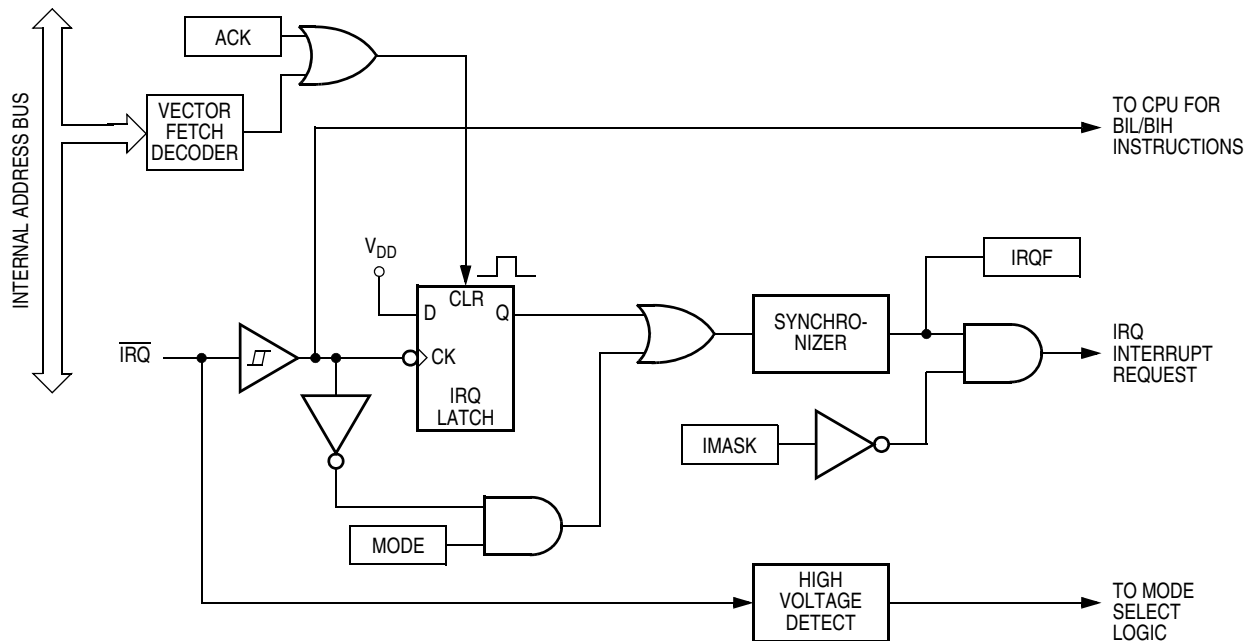 INTERNAL ADDRESS BUS
ACK
VECTOR
FETCH
DECODER
TO CPU FOR
BIL/BIH
INSTRUCTIONS
VDD
CLR
D
Q
CK
IRQ
LATCH
IRQ
SYNCHRO-
NIZER
IRQF
IRQ
INTERRUPT
REQUEST
IMASK
MODE
HIGH
VOLTAGE
DETECT
TO MODE
SELECT
LOGIC